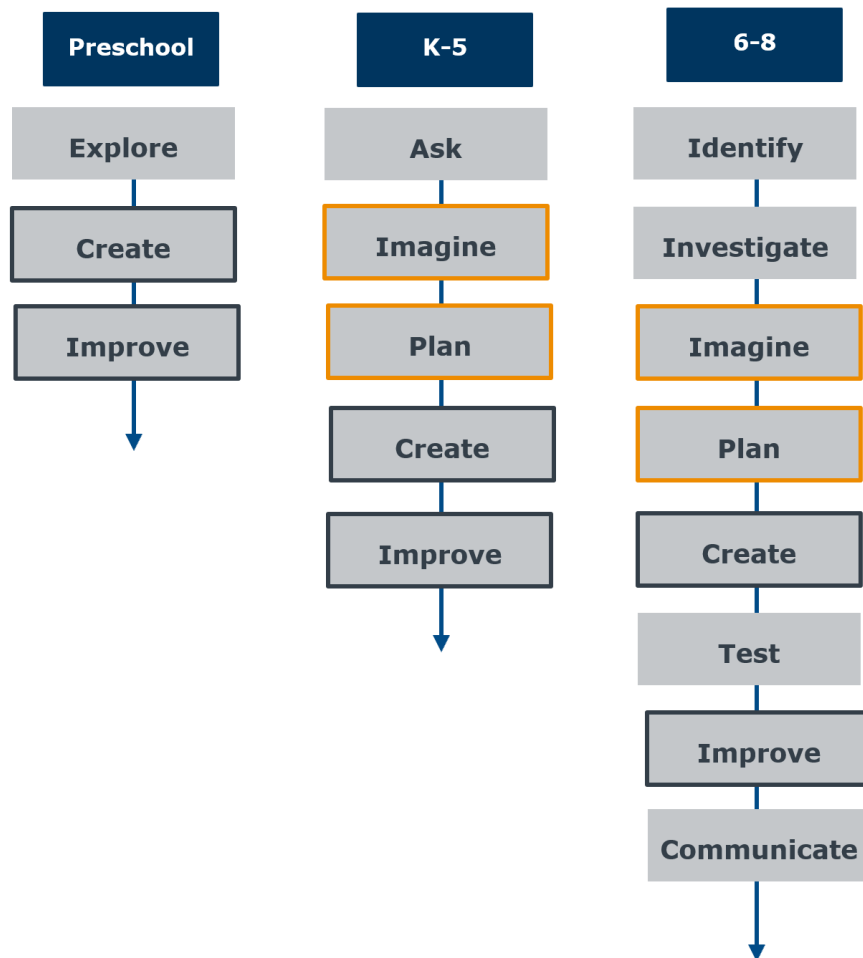 Preschool
Explore
Create
Improve
K-5
Ask
Imagine
Plan
Create
Improve
6-8
Identify
Investigate
Imagine
Plan
Create
Test
Improve
Communicate